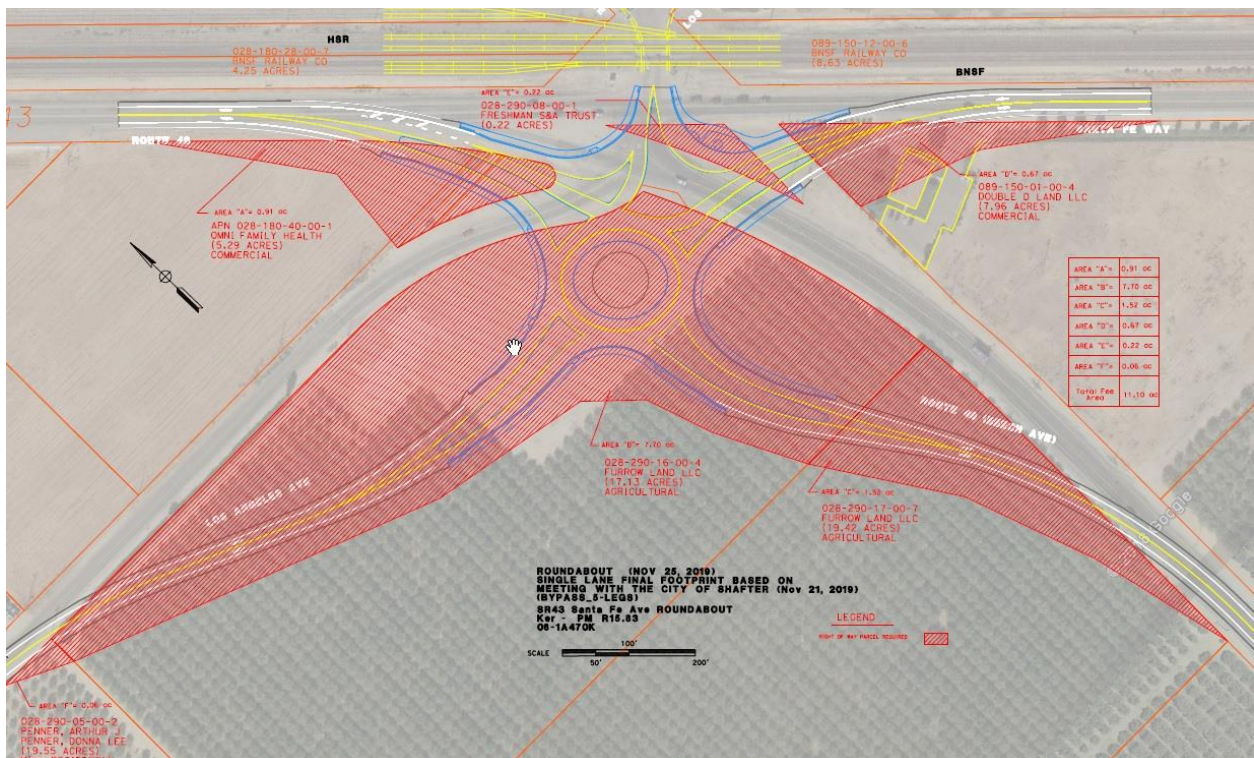 HSR
028-180-28-00-7
BNSF RAILWAY CO
4.25 ACRES)
LOS
089-150-12-00-6
BNSF RAILWAY CO
(8.63 ACRES)
BNSF
AREA "E"= 0.22 ac
028-290-08-00-1
FRESHMAN S&A TRUST
(0.22 ACRES)
43
SANTA FE WAY
AREA "D"= 0.67 ac
089-150-01-00-4
DOUBLE D LAND LLC
(7.96 ACRES)
COMMERCIAL
AREA "A"= 0.91 ac
APN 028-180-40-00-1
OMNI FAMILY HEALTH
(5.29 ACRES)
COMMERCIAL
AREA "A"= 0.91 ac
AREA "B"= 7.70 ac
AREA "C"= 1.52 ac
AREA "D"= 0.67 ac
AREA "E"= 0.22 ac
AREA "F"= 0.06 ac
Total Fee Area 11.10 ac
ROUTE 43 (BEECH AVE)
AREA "B"= 7.70 ac
028-290-16-00-4
FURROW LAND LLC
(17.13 ACRES)
AGRICULTURAL
AREA "C"= 1.52 ac
028-290-17-00-7
FURROW LAND LLC
(19.42 ACRES)
AGRICULTURAL
LOS ANGELES AVE
Google
ROUNDABOUT (NOV 25, 2019)
SINGLE LANE FINAL FOOTPRINT BASED ON
MEETING WITH THE CITY OF SHAFTER (Nov 21, 2019)
(BYPASS_5-LEGS)
SR43 Santa Fe Ave ROUNDABOUT
Ker - PM R15.83
06-1A470K
LEGEND
RIGHT OF WAY PARCEL REQUIRED
SCALE 50' 100' 200'
AREA "F"= 0.06 ac
028-290-05-00-2
PENNER, ARTHUR J
PENNER, DONNA LEE
(19.55 ACRES)